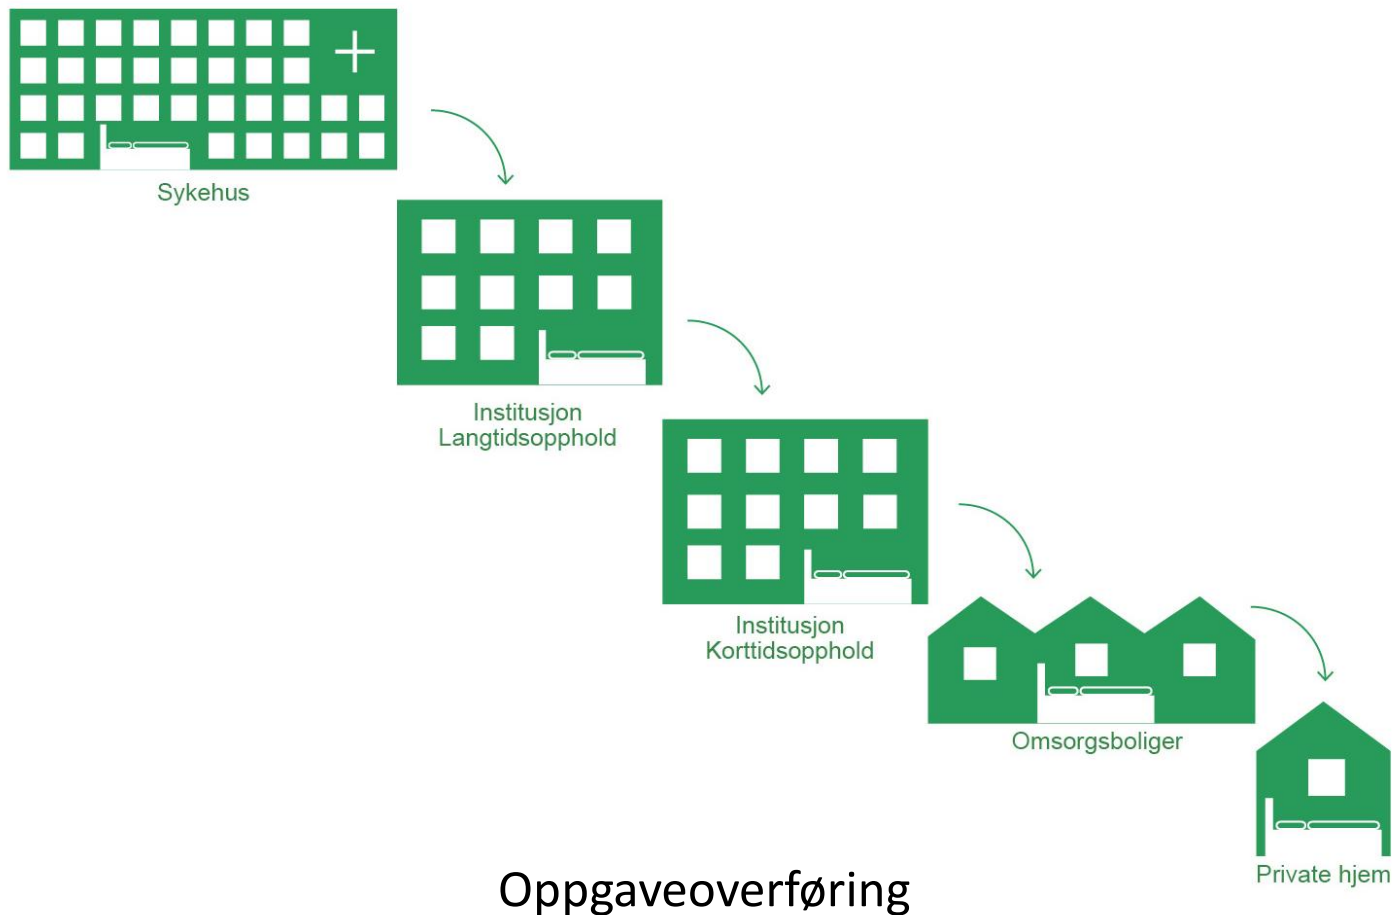 Sykehus
Institusjon
Langtidsopphold
Institusjon
Korttidsopphold
Omsorgsboliger
Private hjem
Oppgaveoverføring